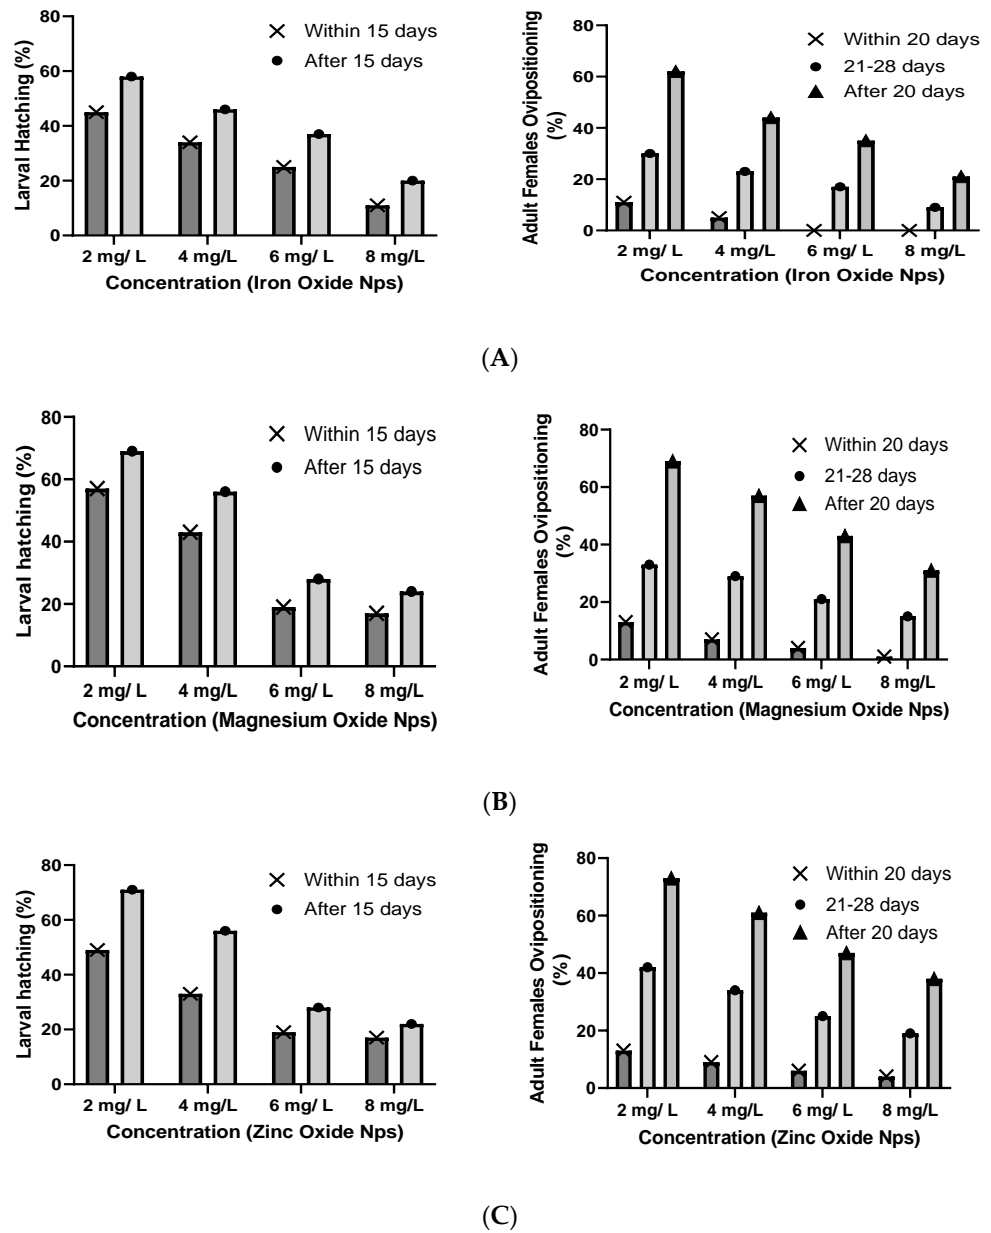 Larval Hatching (%)
80
60
40
20
0
Within 15 days
After 15 days
2 mg/ L 4 mg/L 6 mg/ L 8 mg/L
Concentration (Iron Oxide Nps)
Adult Females Ovipositioning
(%)
80
60
40
20
0
Within 20 days
21-28 days
After 20 days
2 mg/ L 4 mg/L 6 mg/ L 8 mg/L
Concentration (Iron Oxide Nps)
(A)
Larval hatching (%)
80
60
40
20
0
Within 15 days
After 15 days
2 mg/ L 4 mg/L 6 mg/ L 8 mg/L
Concentration (Magnesium Oxide Nps)
Adult Females Ovipositioning
(%)
80
60
40
20
0
Within 20 days
21-28 days
After 20 days
2 mg/ L 4 mg/L 6 mg/ L 8 mg/L
Concentration (Magnesium Oxide Nps)
(B)
Larval hatching (%)
80
60
40
20
0
Within 15 days
After 15 days
2 mg/ L 4 mg/L 6 mg/ L 8 mg/L
Concentration (Zinc Oxide Nps)
Adult Females Ovipositioning
(%)
80
60
40
20
0
Within 20 days
21-28 days
After 20 days
2 mg/ L 4 mg/L 6 mg/ L 8 mg/L
Concentration (Zinc Oxide Nps)
(C)